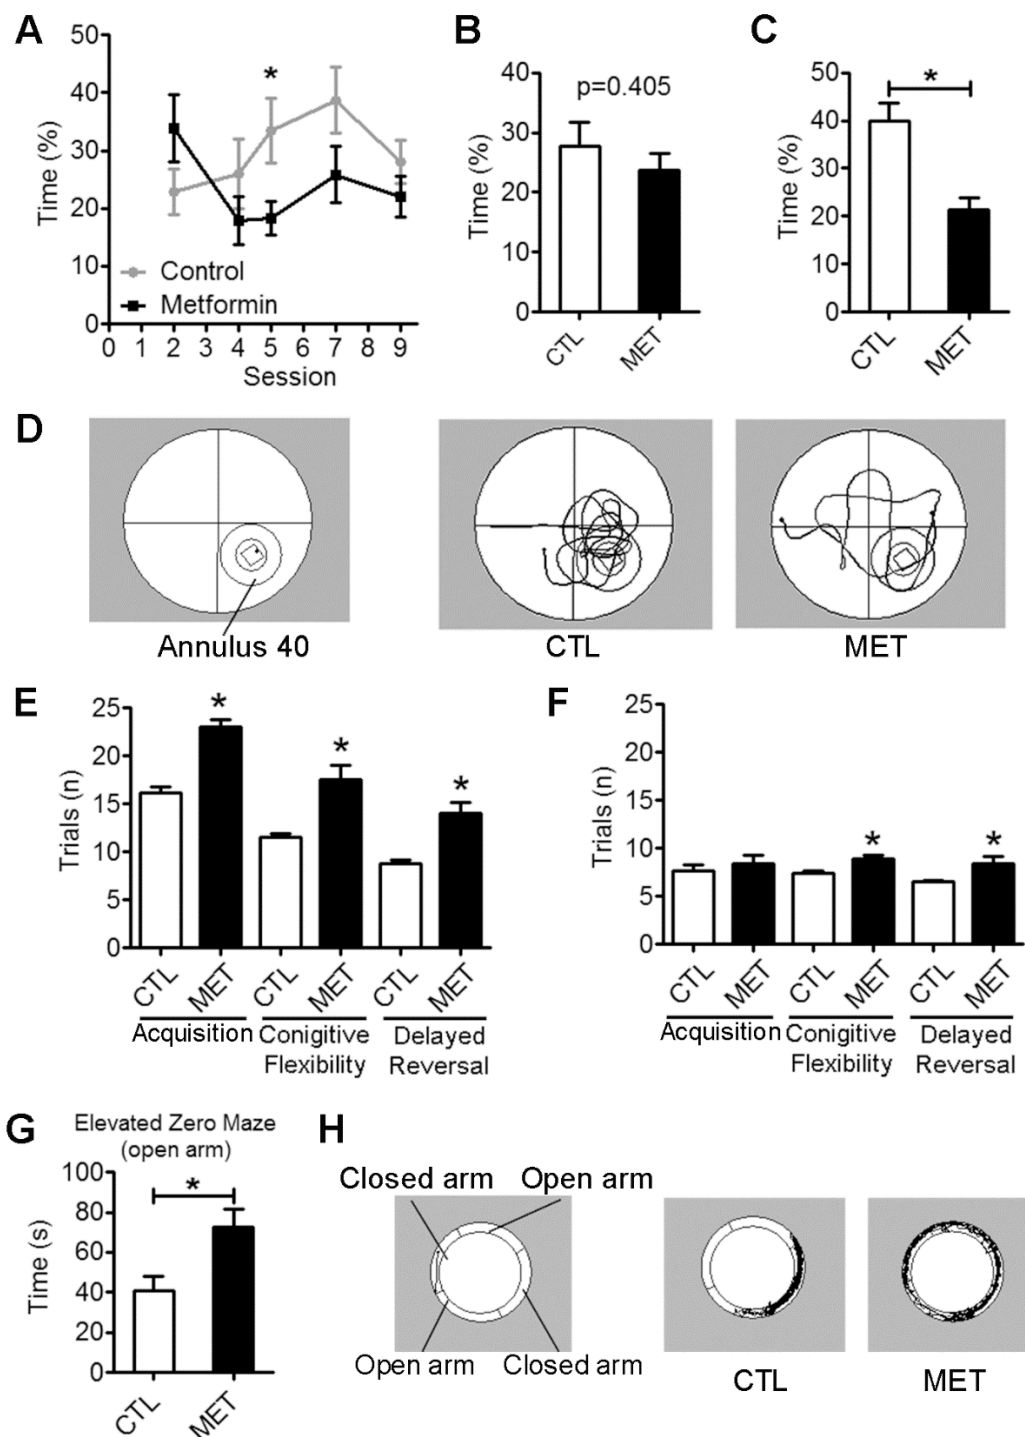 A
Time (%)
50
40
30
20
10
0
*
Control
Metformin
0 1 2 3 4 5 6 7 8 9
Session
B
Time (%)
40
30
20
10
0
p=0.405
CTL
MET
C
Time (%)
50
40
30
20
10
0
*
CTL
MET
D
Annulus 40
CTL
MET
E
Trials (n)
25
20
15
10
5
0
*
*
*
CTL MET CTL MET CTL MET
Acquisition Conigitive Delayed
Flexibility Reversal
F
Trials (n)
25
20
15
10
5
0
*
*
CTL MET CTL MET CTL MET
Acquisition Conigitive Delayed
Flexibility Reversal
G
Elevated Zero Maze
(open arm)
Time (s)
100
80
60
40
20
0
*
CTL
MET
H
Closed arm Open arm
Open arm Closed arm
CTL
MET